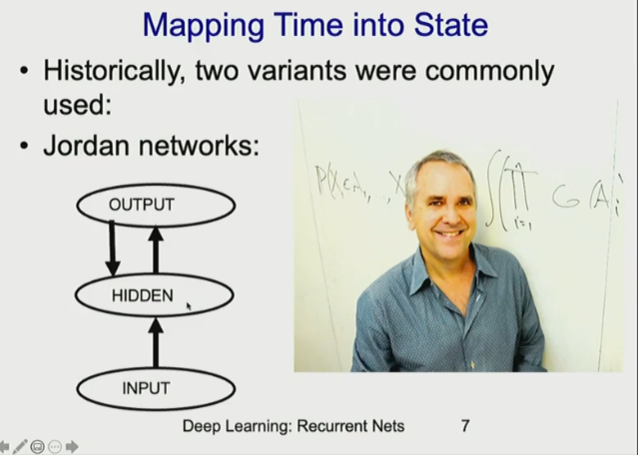 Mapping Time into State
• Historically, two variants were commonly
used:
• Jordan networks:
OUTPUT
HIDDEN
INPUT
Deep Learning: Recurrent Nets 7